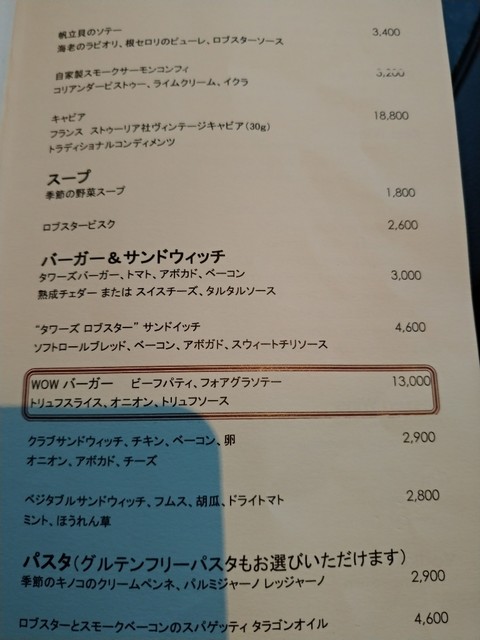 帆立貝のソテー 3,400
海老のラビオリ、根セロリのピューレ、ロブスターソース
自家製スモークサーモンコンフィ 3,200
コリアンダーピストゥー、ライムクリーム、イクラ
キャビア 18,800
フランス ストゥーリア社ヴィンテージキャビア(30g)
トラディショナルコンディメンツ
スープ
季節の野菜スープ 1,800
ロブスタービスク 2,600
バーガー&サンドウィッチ
タワーズバーガー、トマト、アボカド、ベーコン 3,000
熟成チェダー または スイスチーズ、タルタルソース
“タワーズ ロブスター” サンドイッチ 4,600
ソフトロールブレッド、ベーコン、アボガド、スウィートチリソース
WOW バーガー ビーフパティ、フォアグラソテー 13,000
トリュフスライス、オニオン、トリュフソース
クラブサンドウィッチ、チキン、ベーコン、卵 2,900
オニオン、アボカド、チーズ
ベジタブルサンドウィッチ、フムス、胡瓜、ドライトマト 2,800
ミント、ほうれん草
パスタ(グルテンフリーパスタもお選びいただけます)
季節のキノコのクリームペンネ、パルミジャーノ レッジャーノ 2,900
ロブスターとスモークベーコンのスパゲッティ タラゴンオイル 4,600